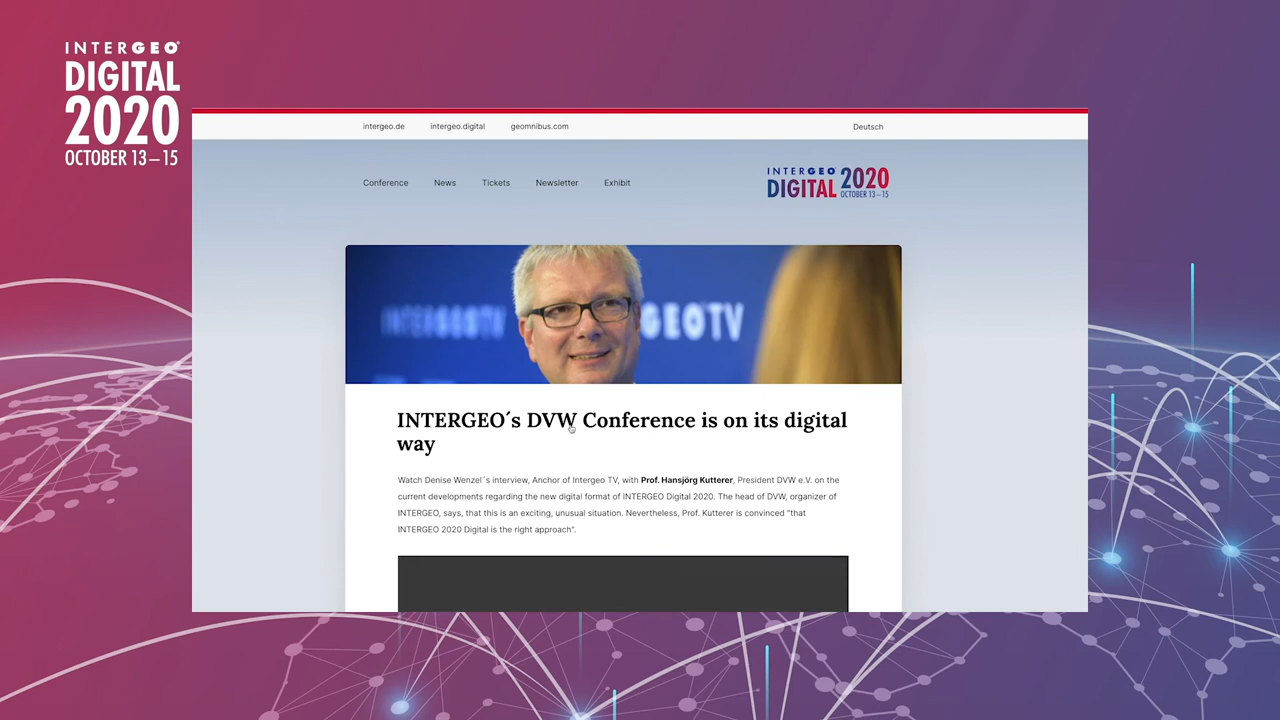 INTERGEO®
DIGITAL
2020
OCTOBER 13–15
intergeo.de intergeo.digital geomnibus.com Deutsch
Conference News Tickets Newsletter Exhibit
INTERGEO
DIGITAL 2020
OCTOBER 13–15
INTERGEOTV GEOTV
INTERGEO´s DVW Conference is on its digital
way
Watch Denise Wenzel´s interview, Anchor of Intergeo TV, with Prof. Hansjörg Kutterer, President DVW e.V. on the
current developments regarding the new digital format of INTERGEO Digital 2020. The head of DVW, organizer of
INTERGEO, says, that this is an exciting, unusual situation. Nevertheless, Prof. Kutterer is convinced "that
INTERGEO 2020 Digital is the right approach".